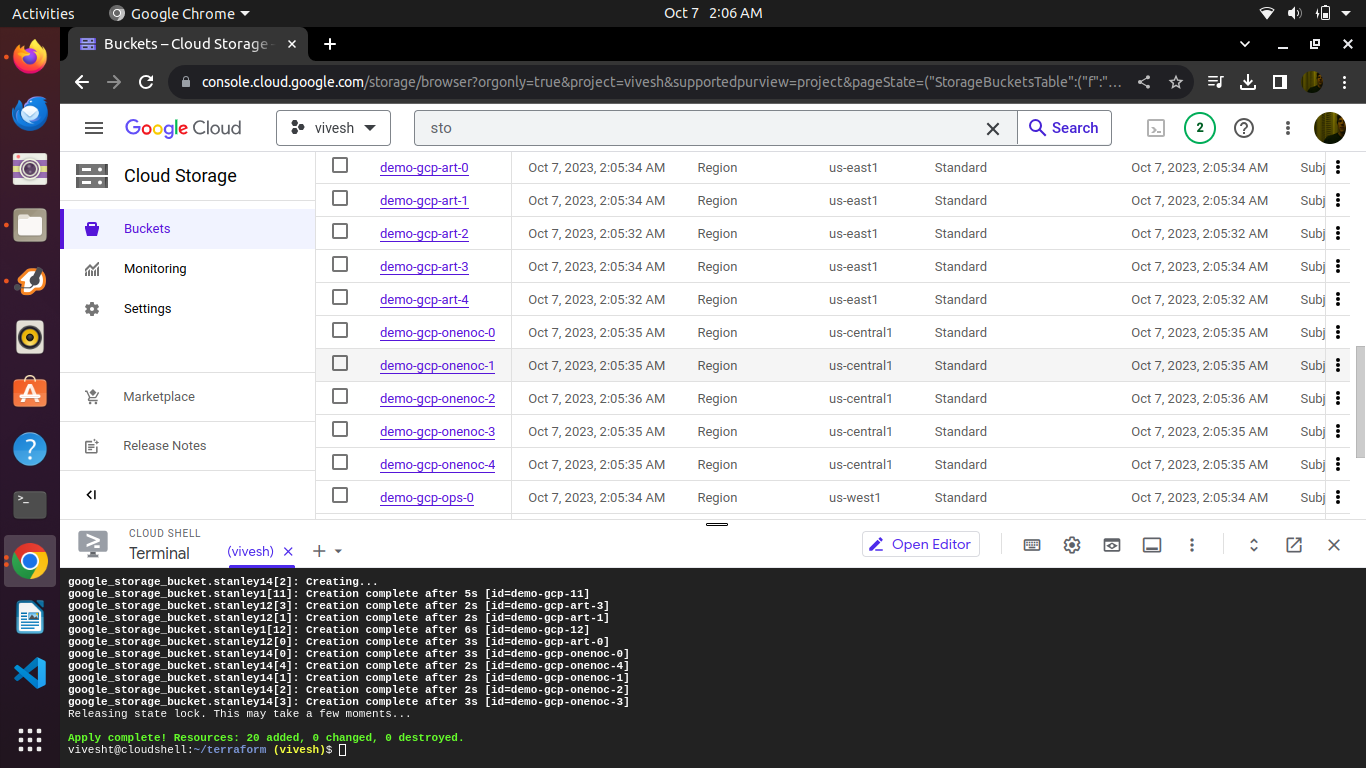 Activities Google Chrome Oct 7 2:06 AM
Buckets – Cloud Storage -
console.cloud.google.com/storage/browser?orgonly=true&project=vivesh&supportedpurview=project&pageState=("StorageBucketsTable":("f":"...
Google Cloud vivesh sto Search 2
Cloud Storage
Buckets
Monitoring
Settings
Marketplace
Release Notes
demo-gcp-art-0 Oct 7, 2023, 2:05:34 AM Region us-east1 Standard Oct 7, 2023, 2:05:34 AM Subj
demo-gcp-art-1 Oct 7, 2023, 2:05:34 AM Region us-east1 Standard Oct 7, 2023, 2:05:34 AM Subj
demo-gcp-art-2 Oct 7, 2023, 2:05:32 AM Region us-east1 Standard Oct 7, 2023, 2:05:32 AM Subj
demo-gcp-art-3 Oct 7, 2023, 2:05:34 AM Region us-east1 Standard Oct 7, 2023, 2:05:34 AM Subj
demo-gcp-art-4 Oct 7, 2023, 2:05:32 AM Region us-east1 Standard Oct 7, 2023, 2:05:32 AM Subj
demo-gcp-onenoc-0 Oct 7, 2023, 2:05:35 AM Region us-central1 Standard Oct 7, 2023, 2:05:35 AM Subj
demo-gcp-onenoc-1 Oct 7, 2023, 2:05:35 AM Region us-central1 Standard Oct 7, 2023, 2:05:35 AM Subj
demo-gcp-onenoc-2 Oct 7, 2023, 2:05:36 AM Region us-central1 Standard Oct 7, 2023, 2:05:36 AM Subj
demo-gcp-onenoc-3 Oct 7, 2023, 2:05:35 AM Region us-central1 Standard Oct 7, 2023, 2:05:35 AM Subj
demo-gcp-onenoc-4 Oct 7, 2023, 2:05:35 AM Region us-central1 Standard Oct 7, 2023, 2:05:35 AM Subj
demo-gcp-ops-0 Oct 7, 2023, 2:05:34 AM Region us-west1 Standard Oct 7, 2023, 2:05:34 AM Subj
CLOUD SHELL
Terminal (vivesh) Open Editor
google_storage_bucket.stanley14[2]: Creating...
google_storage_bucket.stanley1[11]: Creation complete after 5s [id=demo-gcp-11]
google_storage_bucket.stanley12[3]: Creation complete after 2s [id=demo-gcp-art-3]
google_storage_bucket.stanley12[1]: Creation complete after 2s [id=demo-gcp-art-1]
google_storage_bucket.stanley1[12]: Creation complete after 6s [id=demo-gcp-12]
google_storage_bucket.stanley12[0]: Creation complete after 3s [id=demo-gcp-art-0]
google_storage_bucket.stanley14[0]: Creation complete after 3s [id=demo-gcp-onenoc-0]
google_storage_bucket.stanley14[4]: Creation complete after 2s [id=demo-gcp-onenoc-4]
google_storage_bucket.stanley14[1]: Creation complete after 2s [id=demo-gcp-onenoc-1]
google_storage_bucket.stanley14[2]: Creation complete after 2s [id=demo-gcp-onenoc-2]
google_storage_bucket.stanley14[3]: Creation complete after 3s [id=demo-gcp-onenoc-3]
Releasing state lock. This may take a few moments...
Apply complete! Resources: 20 added, 0 changed, 0 destroyed.
vivesht@cloudshell:~/terraform (vivesh)$